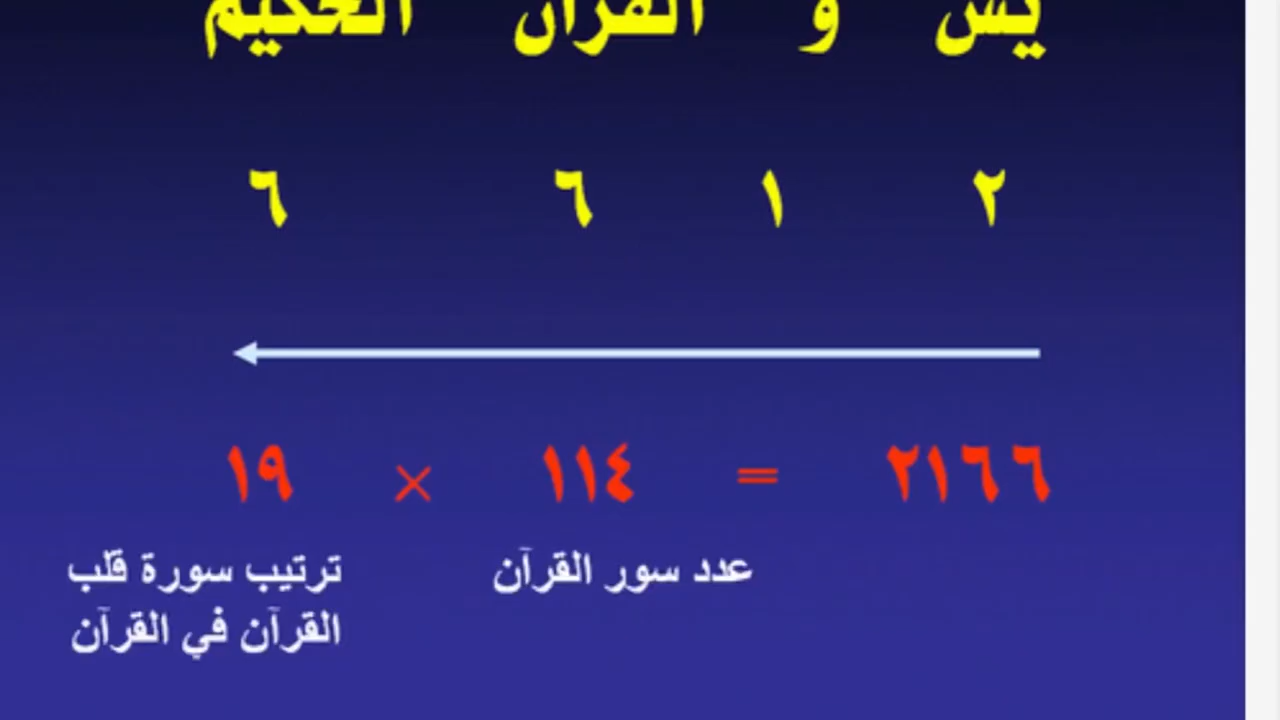 يس و القرآن الحكيم
٢ ١ ٦ ٦
٢١٦٦ = ١١٤ × ١٩
عدد سور القرآن
ترتيب سورة قلب
القرآن في القرآن